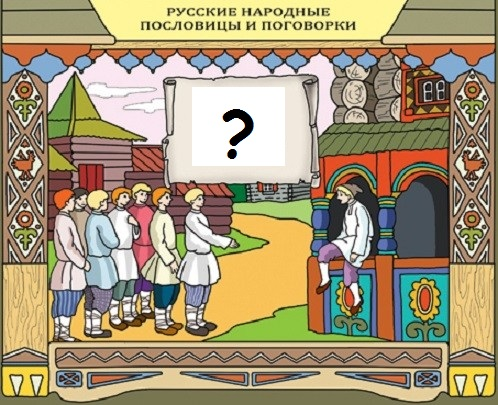 РУССКИЕ НАРОДНЫЕ
ПОСЛОВИЦЫ И ПОГОВОРКИ
?